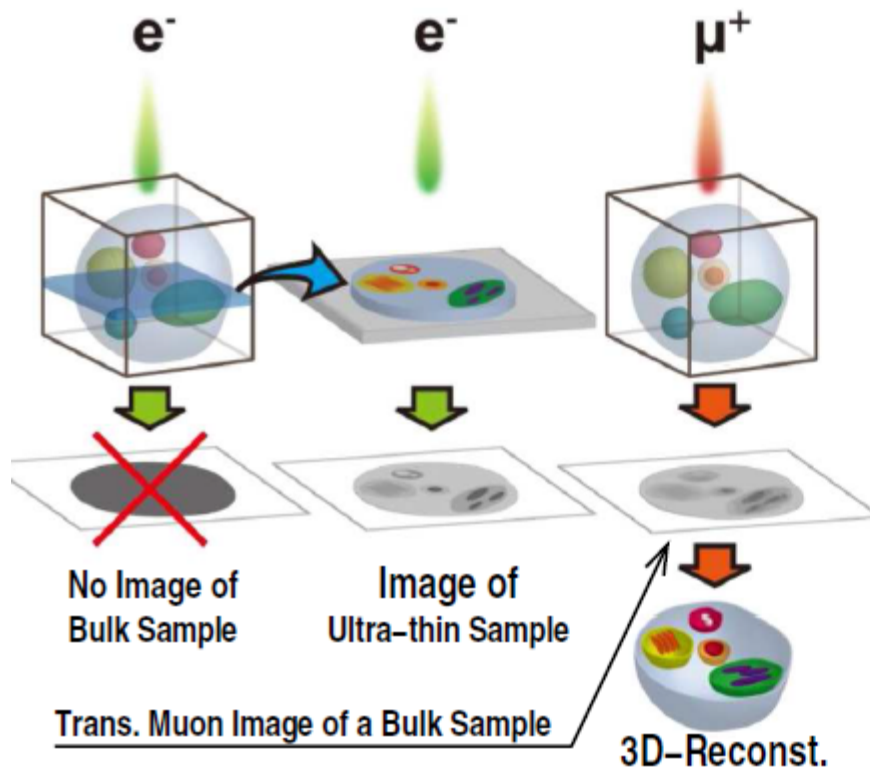 e⁻
e⁻
μ⁺
No Image of
Bulk Sample
Image of
Ultra-thin Sample
Trans. Muon Image of a Bulk Sample
3D-Reconst.